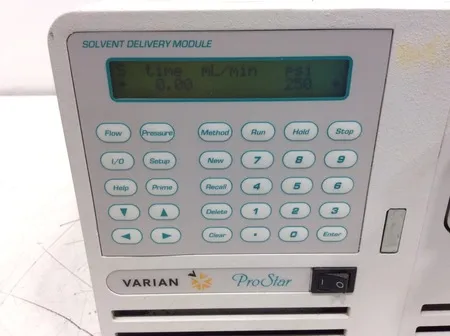 SOLVENT DELIVERY MODULE
S time mL/min psi
0.00 250
Flow Pressure Method Run Hold Stop
I/O Setup New 7 8 9
Help Prime Recall 4 5 6
▼ ▲ Delete 1 2 3
◄ ► Clear • 0 Enter
VARIAN ProStar